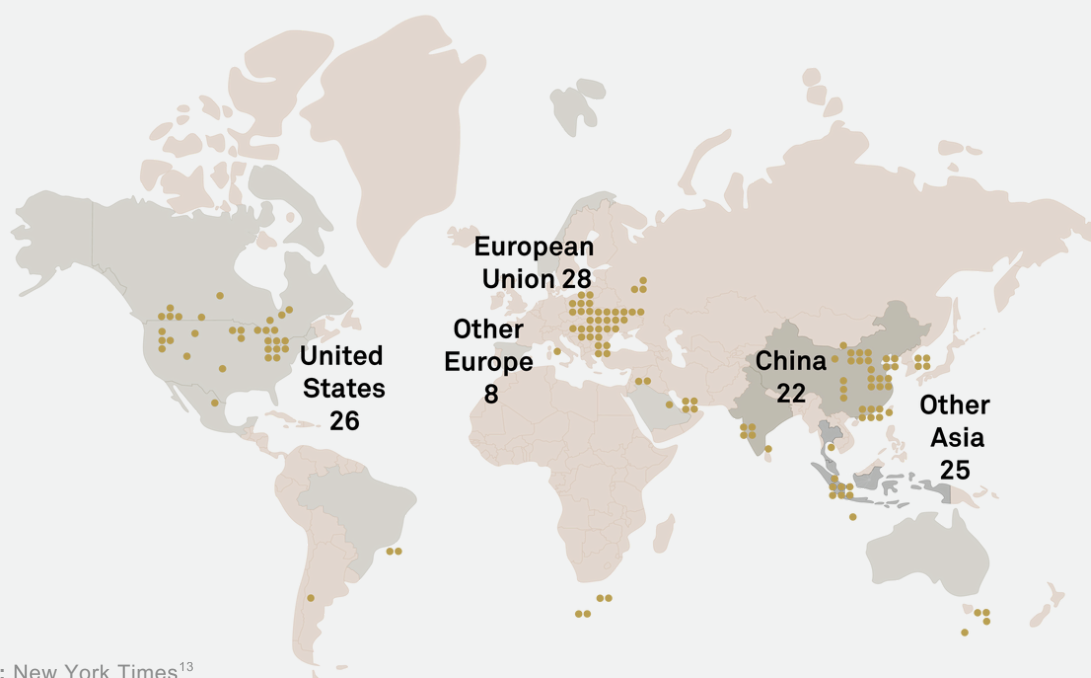 European
Union 28
Other
Europe
8
United
States
26
China
22
Other
Asia
25
: New York Times13